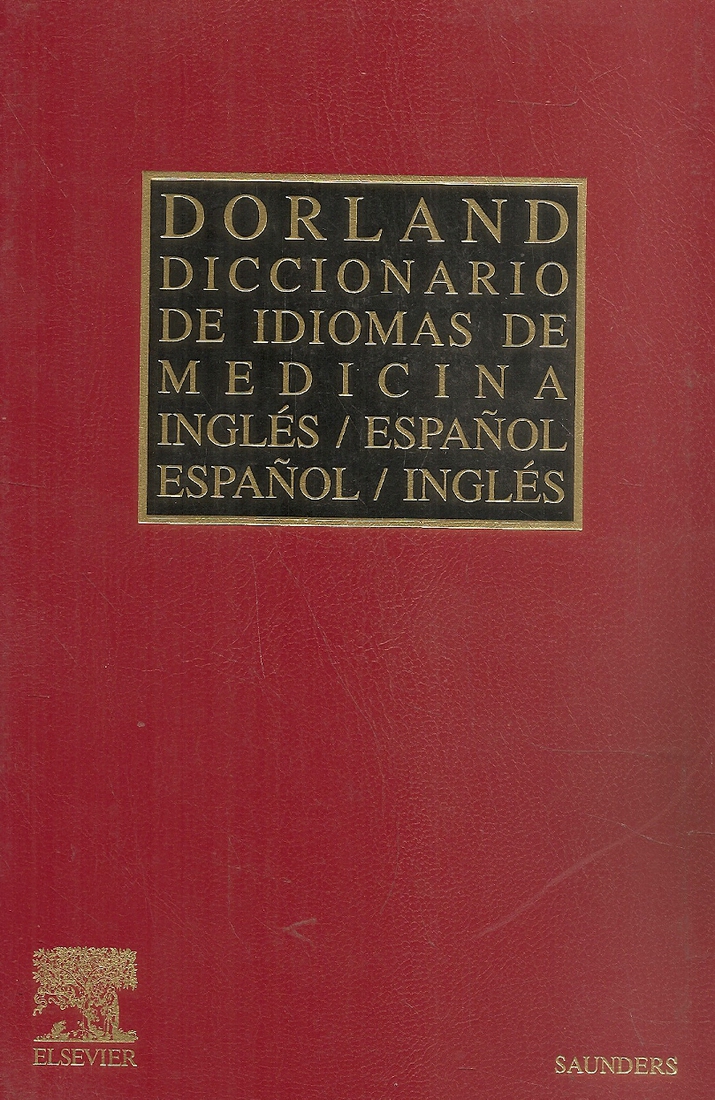 DORLAND
DICCIONARIO
DE IDIOMAS DE
MEDICINA
INGLÉS / ESPAÑOL
ESPAÑOL / INGLÉS
ELSEVIER
SAUNDERS